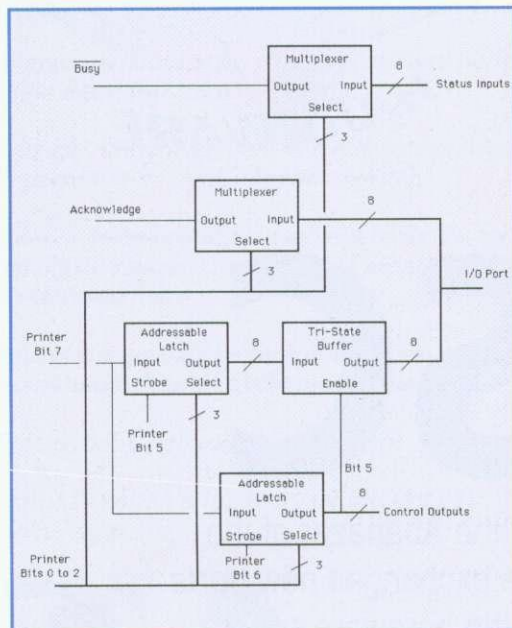 Multiplexer
Busy
Output Input
8
Status Inputs
Select
3
Multiplexer
Acknowledge
Output Input
8
Select
3
I/O Port
Printer
Bit 7
Addressable
Latch
Input Output
Strobe Select
8
Tri-State
Buffer
Input Output
Enable
8
3
Printer
Bit 5
Bit 5
Addressable
Latch
Input Output
Strobe Select
8
Control Outputs
Printer
Bit 6
3
Printer
Bits 0 to 2